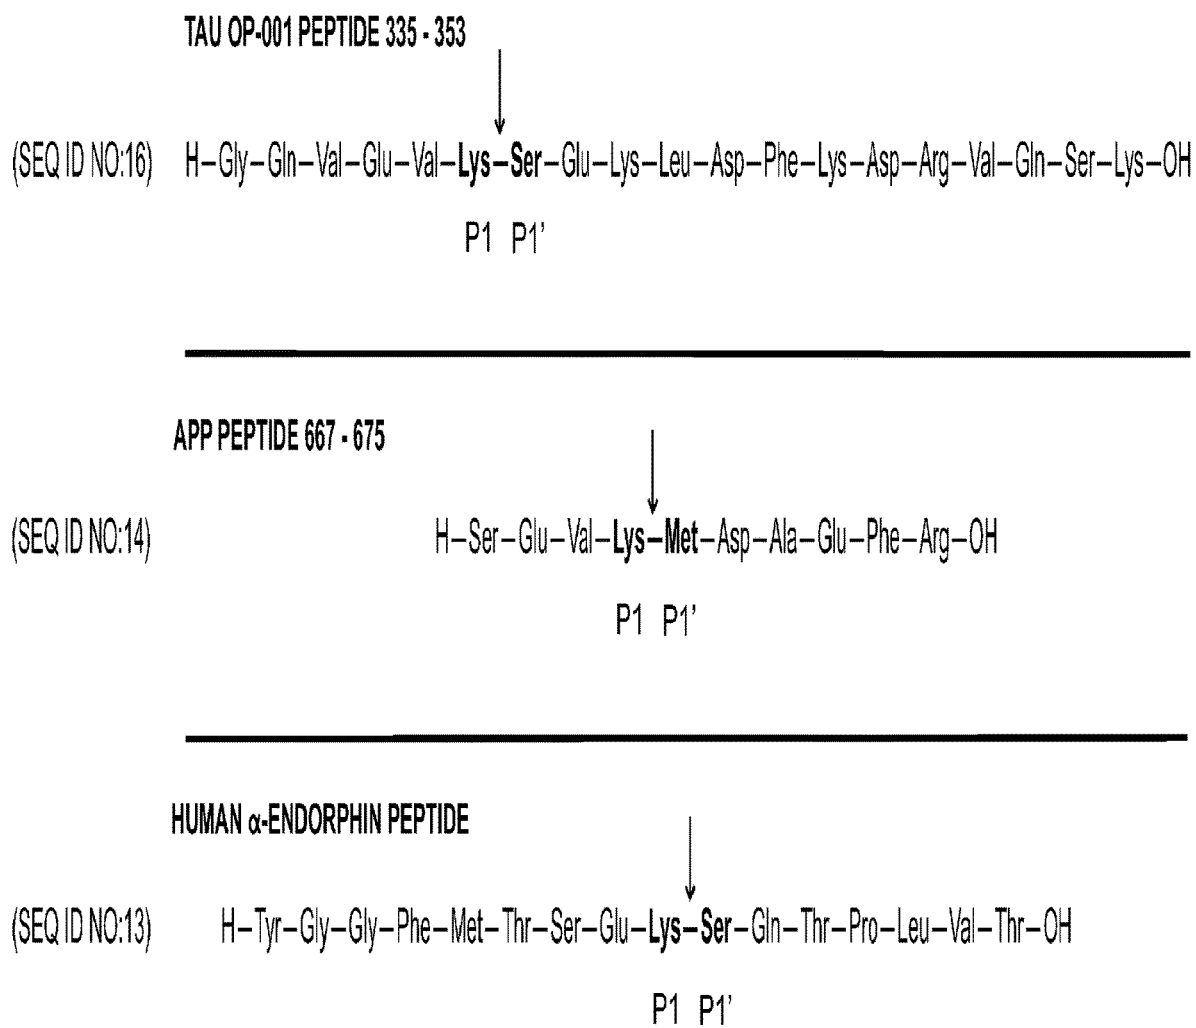 TAU OP-001 PEPTIDE 335 - 353
(SEQ ID NO:16) H–Gly–Gln–Val–Glu–Val–Lys–Ser–Glu–Lys–Leu–Asp–Phe–Lys–Asp–Arg–Val–Gln–Ser–Lys–OH
P1 P1'
APP PEPTIDE 667 - 675
(SEQ ID NO:14) H–Ser–Glu–Val–Lys–Met–Asp–Ala–Glu–Phe–Arg–OH
P1 P1'
HUMAN α-ENDORPHIN PEPTIDE
(SEQ ID NO:13) H–Tyr–Gly–Gly–Phe–Met–Thr–Ser–Glu–Lys–Ser–Gln–Thr–Pro–Leu–Val–Thr–OH
P1 P1'